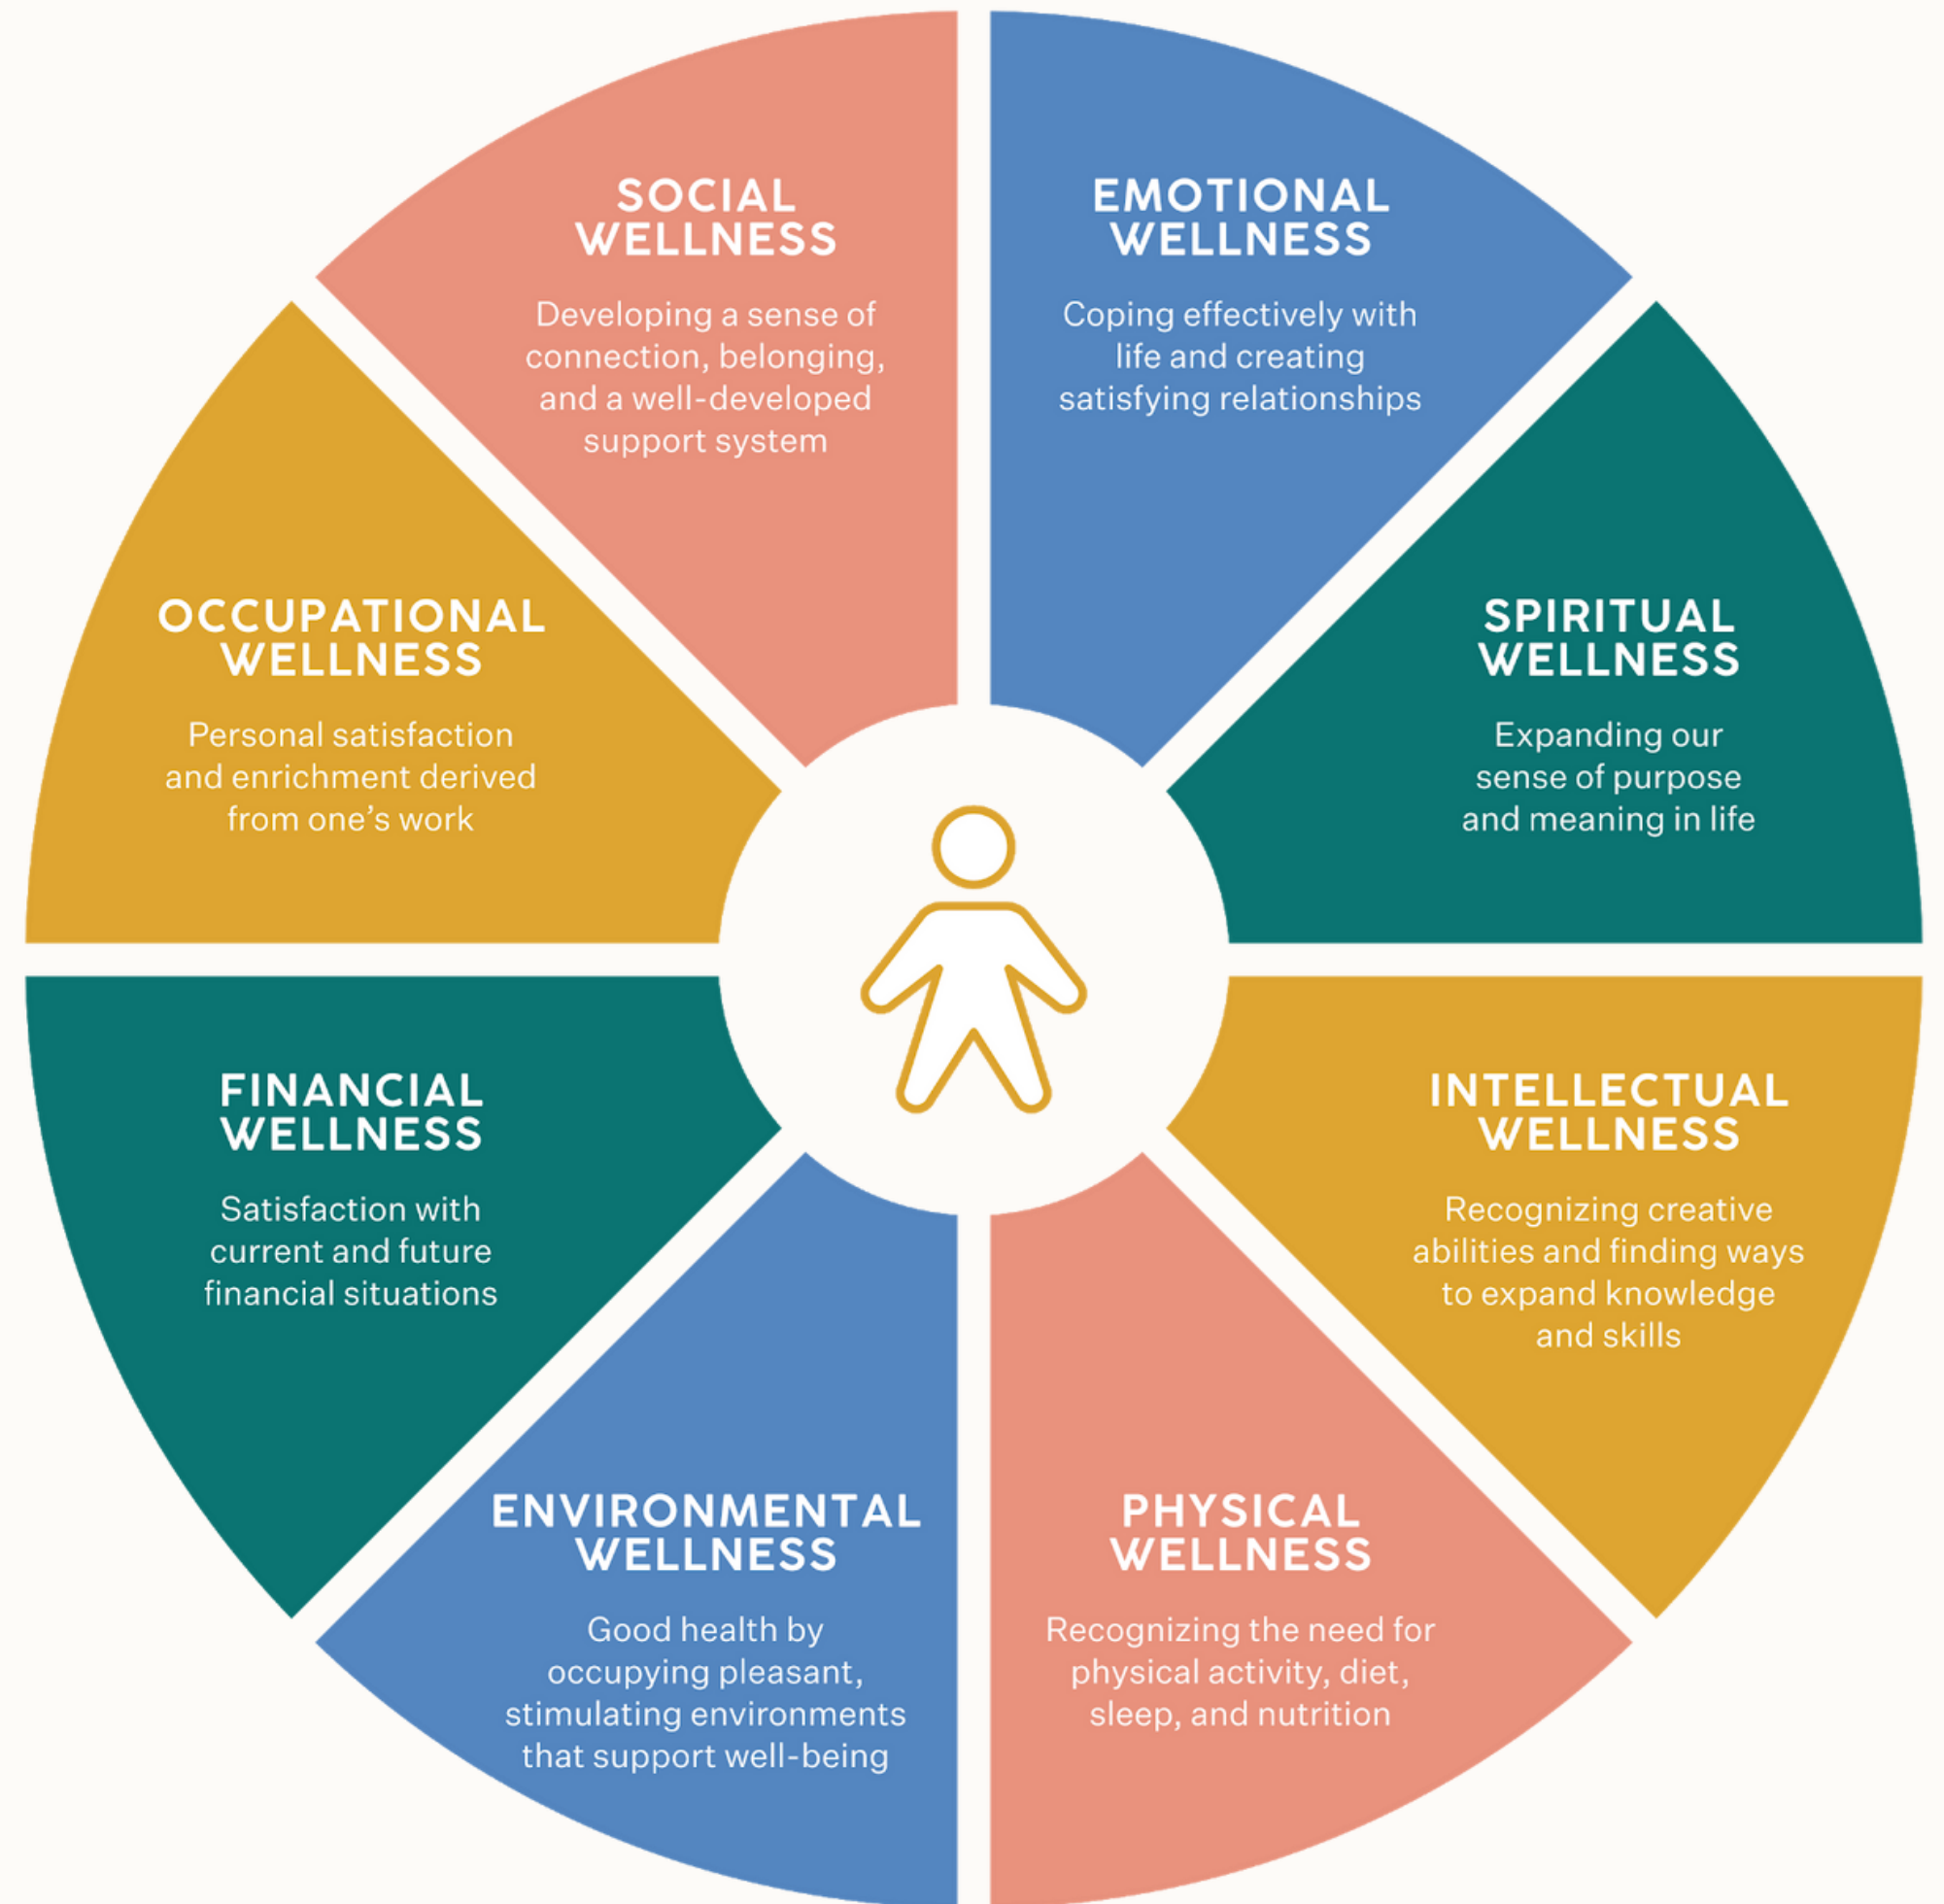 SOCIAL
WELLNESS
Developing a sense of
connection, belonging,
and a well-developed
support system
EMOTIONAL
WELLNESS
Coping effectively with
life and creating
satisfying relationships
SPIRITUAL
WELLNESS
Expanding our
sense of purpose
and meaning in life
INTELLECTUAL
WELLNESS
Recognizing creative
abilities and finding ways
to expand knowledge
and skills
PHYSICAL
WELLNESS
Recognizing the need for
physical activity, diet,
sleep, and nutrition
ENVIRONMENTAL
WELLNESS
Good health by
occupying pleasant,
stimulating environments
that support well-being
FINANCIAL
WELLNESS
Satisfaction with
current and future
financial situations
OCCUPATIONAL
WELLNESS
Personal satisfaction
and enrichment derived
from one’s work